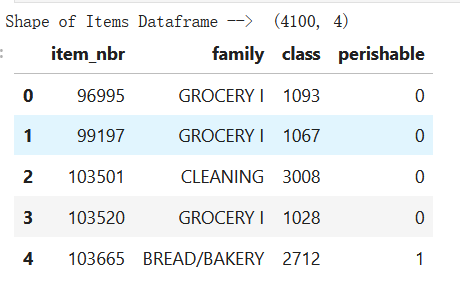 Shape of Items Dataframe --> (4100, 4)
item_nbr family class perishable
0 96995 GROCERY I 1093 0
1 99197 GROCERY I 1067 0
2 103501 CLEANING 3008 0
3 103520 GROCERY I 1028 0
4 103665 BREAD/BAKERY 2712 1